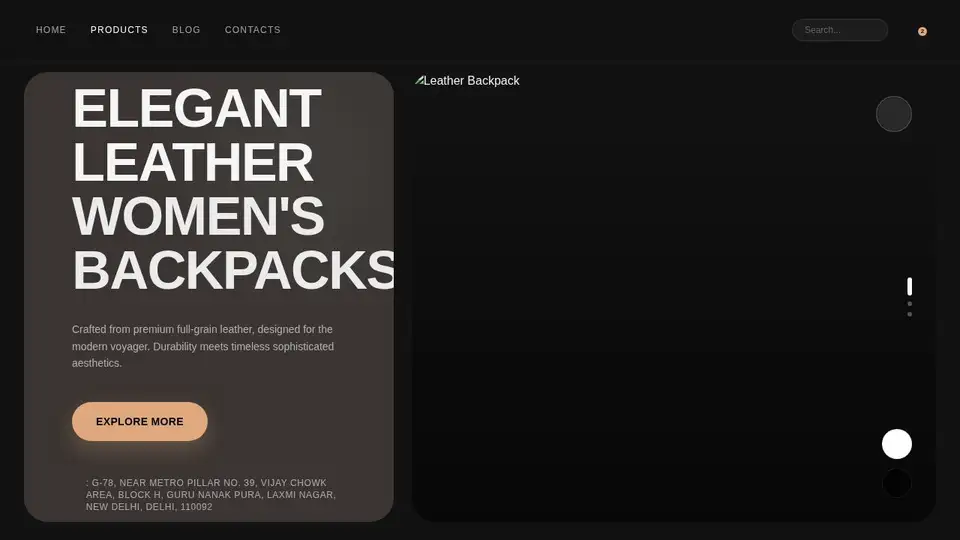 HOME PRODUCTS BLOG CONTACTS Search... 2
ELEGANT
LEATHER
WOMEN'S
BACKPACKS
Leather Backpack
Crafted from premium full-grain leather, designed for the
modern voyager. Durability meets timeless sophisticated
aesthetics.
EXPLORE MORE
: G-78, NEAR METRO PILLAR NO. 39, VIJAY CHOWK
AREA, BLOCK H, GURU NANAK PURA, LAXMI NAGAR,
NEW DELHI, DELHI, 110092